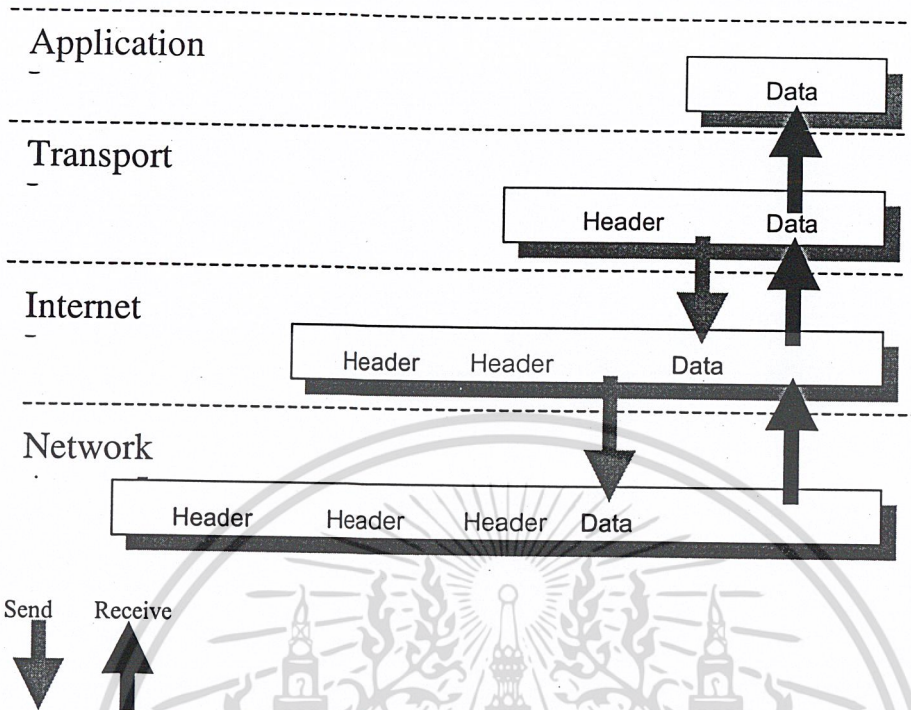 Application
Data
Transport
Header Data
Internet
Header Header Data
Network
Header Header Header Data
Send Receive